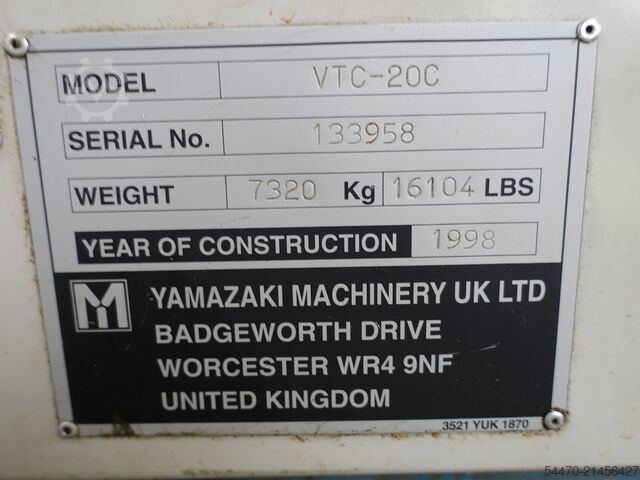 MODEL VTC-20C
SERIAL No. 133958
WEIGHT 7320 Kg 16104 LBS
YEAR OF CONSTRUCTION 1998
YAMAZAKI MACHINERY UK LTD
BADGEWORTH DRIVE
WORCESTER WR4 9NF
UNITED KINGDOM
3521 YUK 1870
54470-21456427